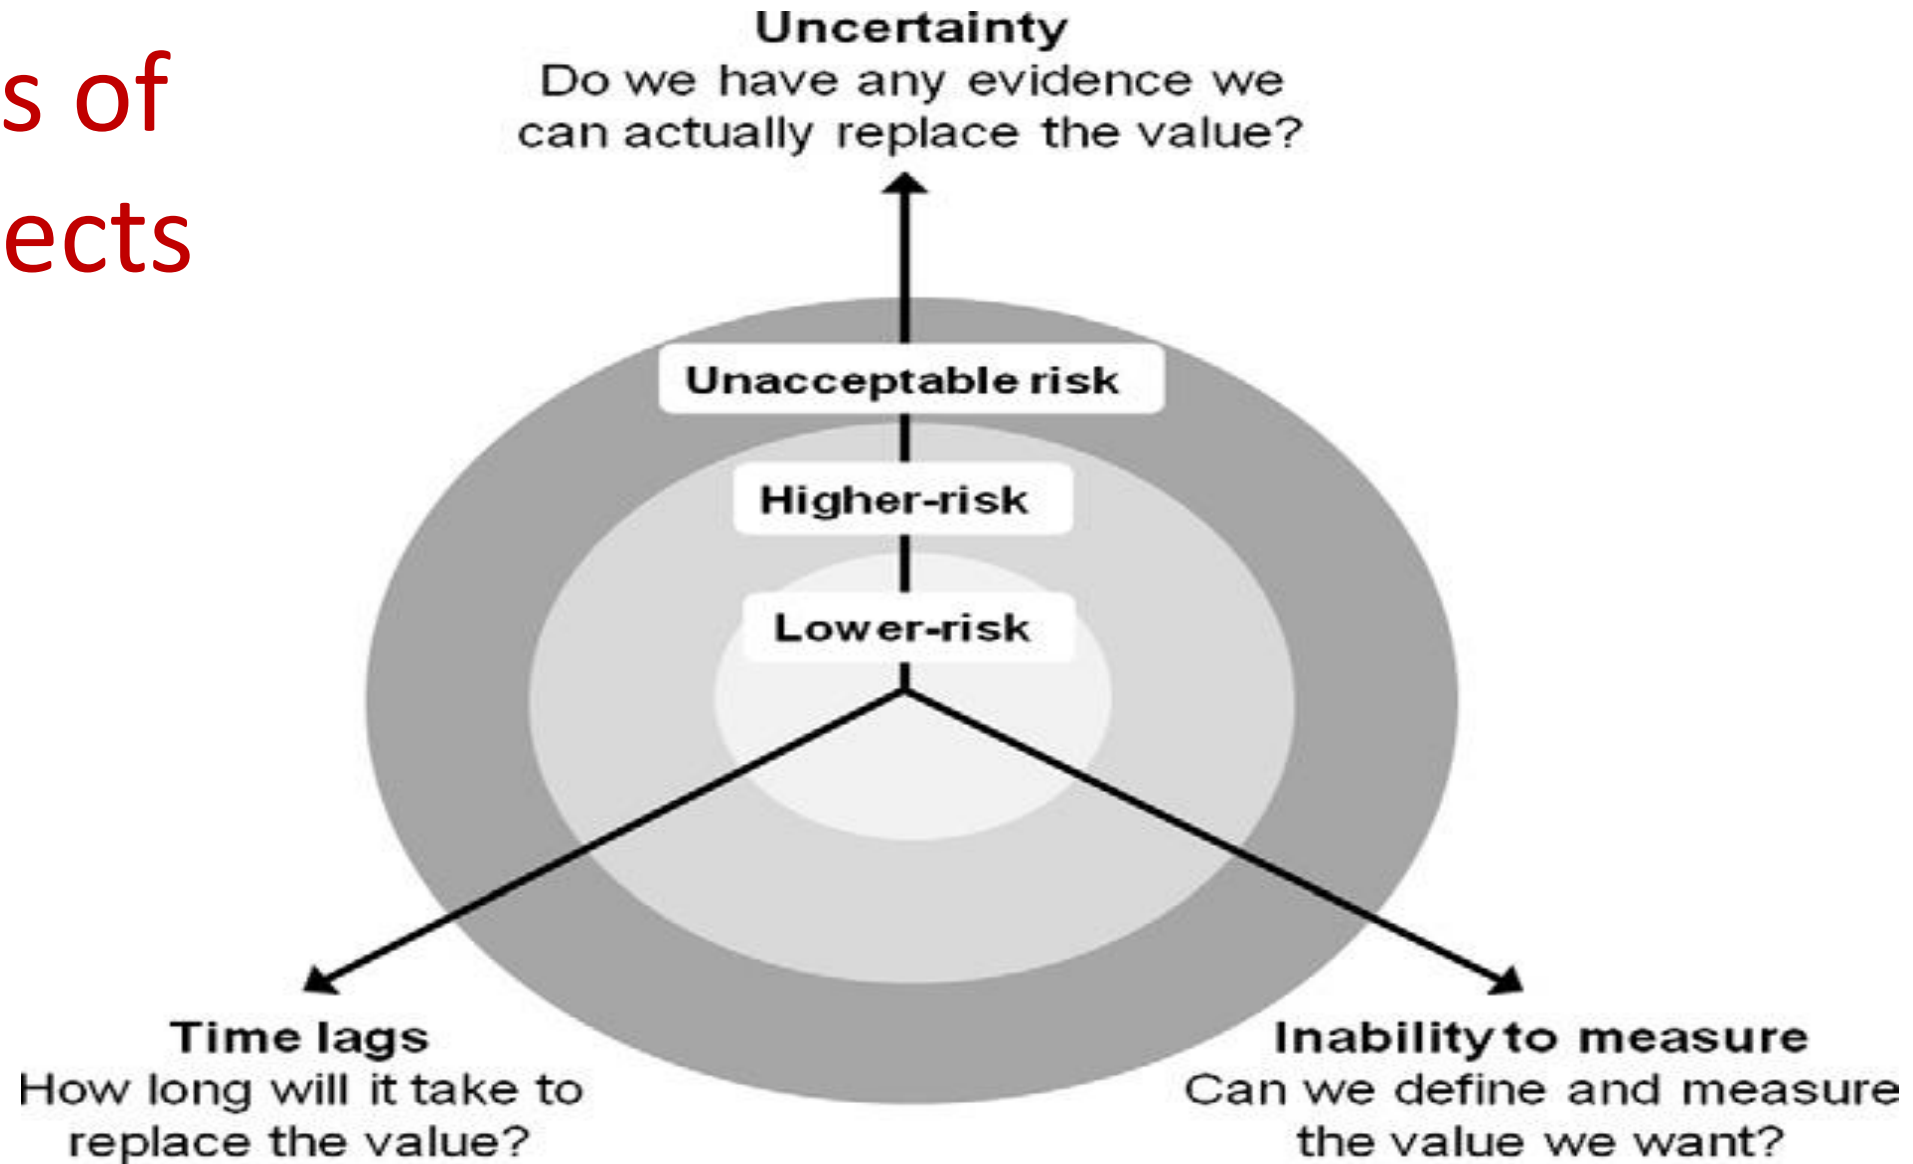 s of
ects
Uncertainty
Do we have any evidence we
can actually replace the value?
Unacceptable risk
Higher-risk
Lower-risk
Time lags
How long will it take to
replace the value?
Inability to measure
Can we define and measure
the value we want?